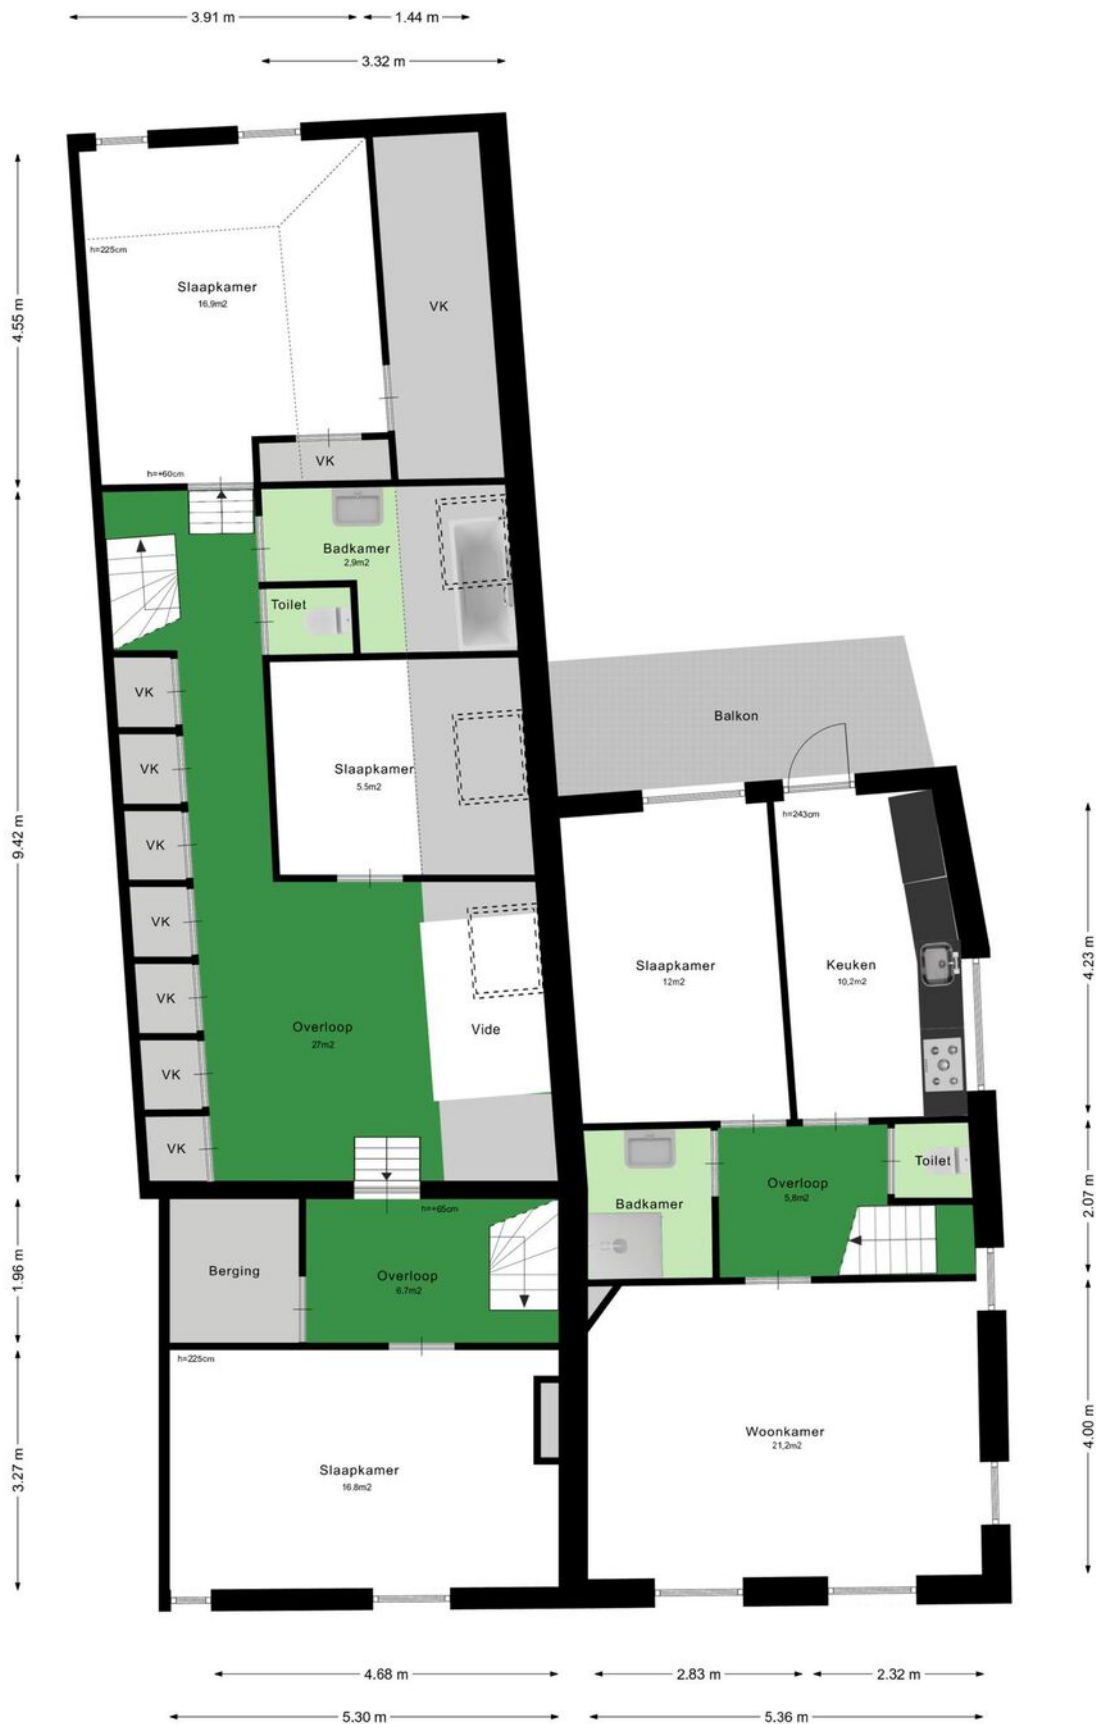 3.91 m
1.44 m
3.32 m
4.55 m
h=225cm
Slaapkamer
16,9m2
VK
h=+60cm
VK
Badkamer
2,9m2
Toilet
VK
Slaapkamer
5.5m2
Balkon
VK
h=243cm
9.42 m
VK
4.23 m
VK
Slaapkamer
12m2
Keuken
10,2m2
VK
Overloop
27m2
Vide
VK
VK
Toilet
Overloop
5,8m2
2.07 m
h=+65cm
Badkamer
1.96 m
Berging
Overloop
6.7m2
h=225cm
4.00 m
Woonkamer
21,2m2
3.27 m
Slaapkamer
16.8m2
4.68 m
2.83 m
2.32 m
5.30 m
5.36 m